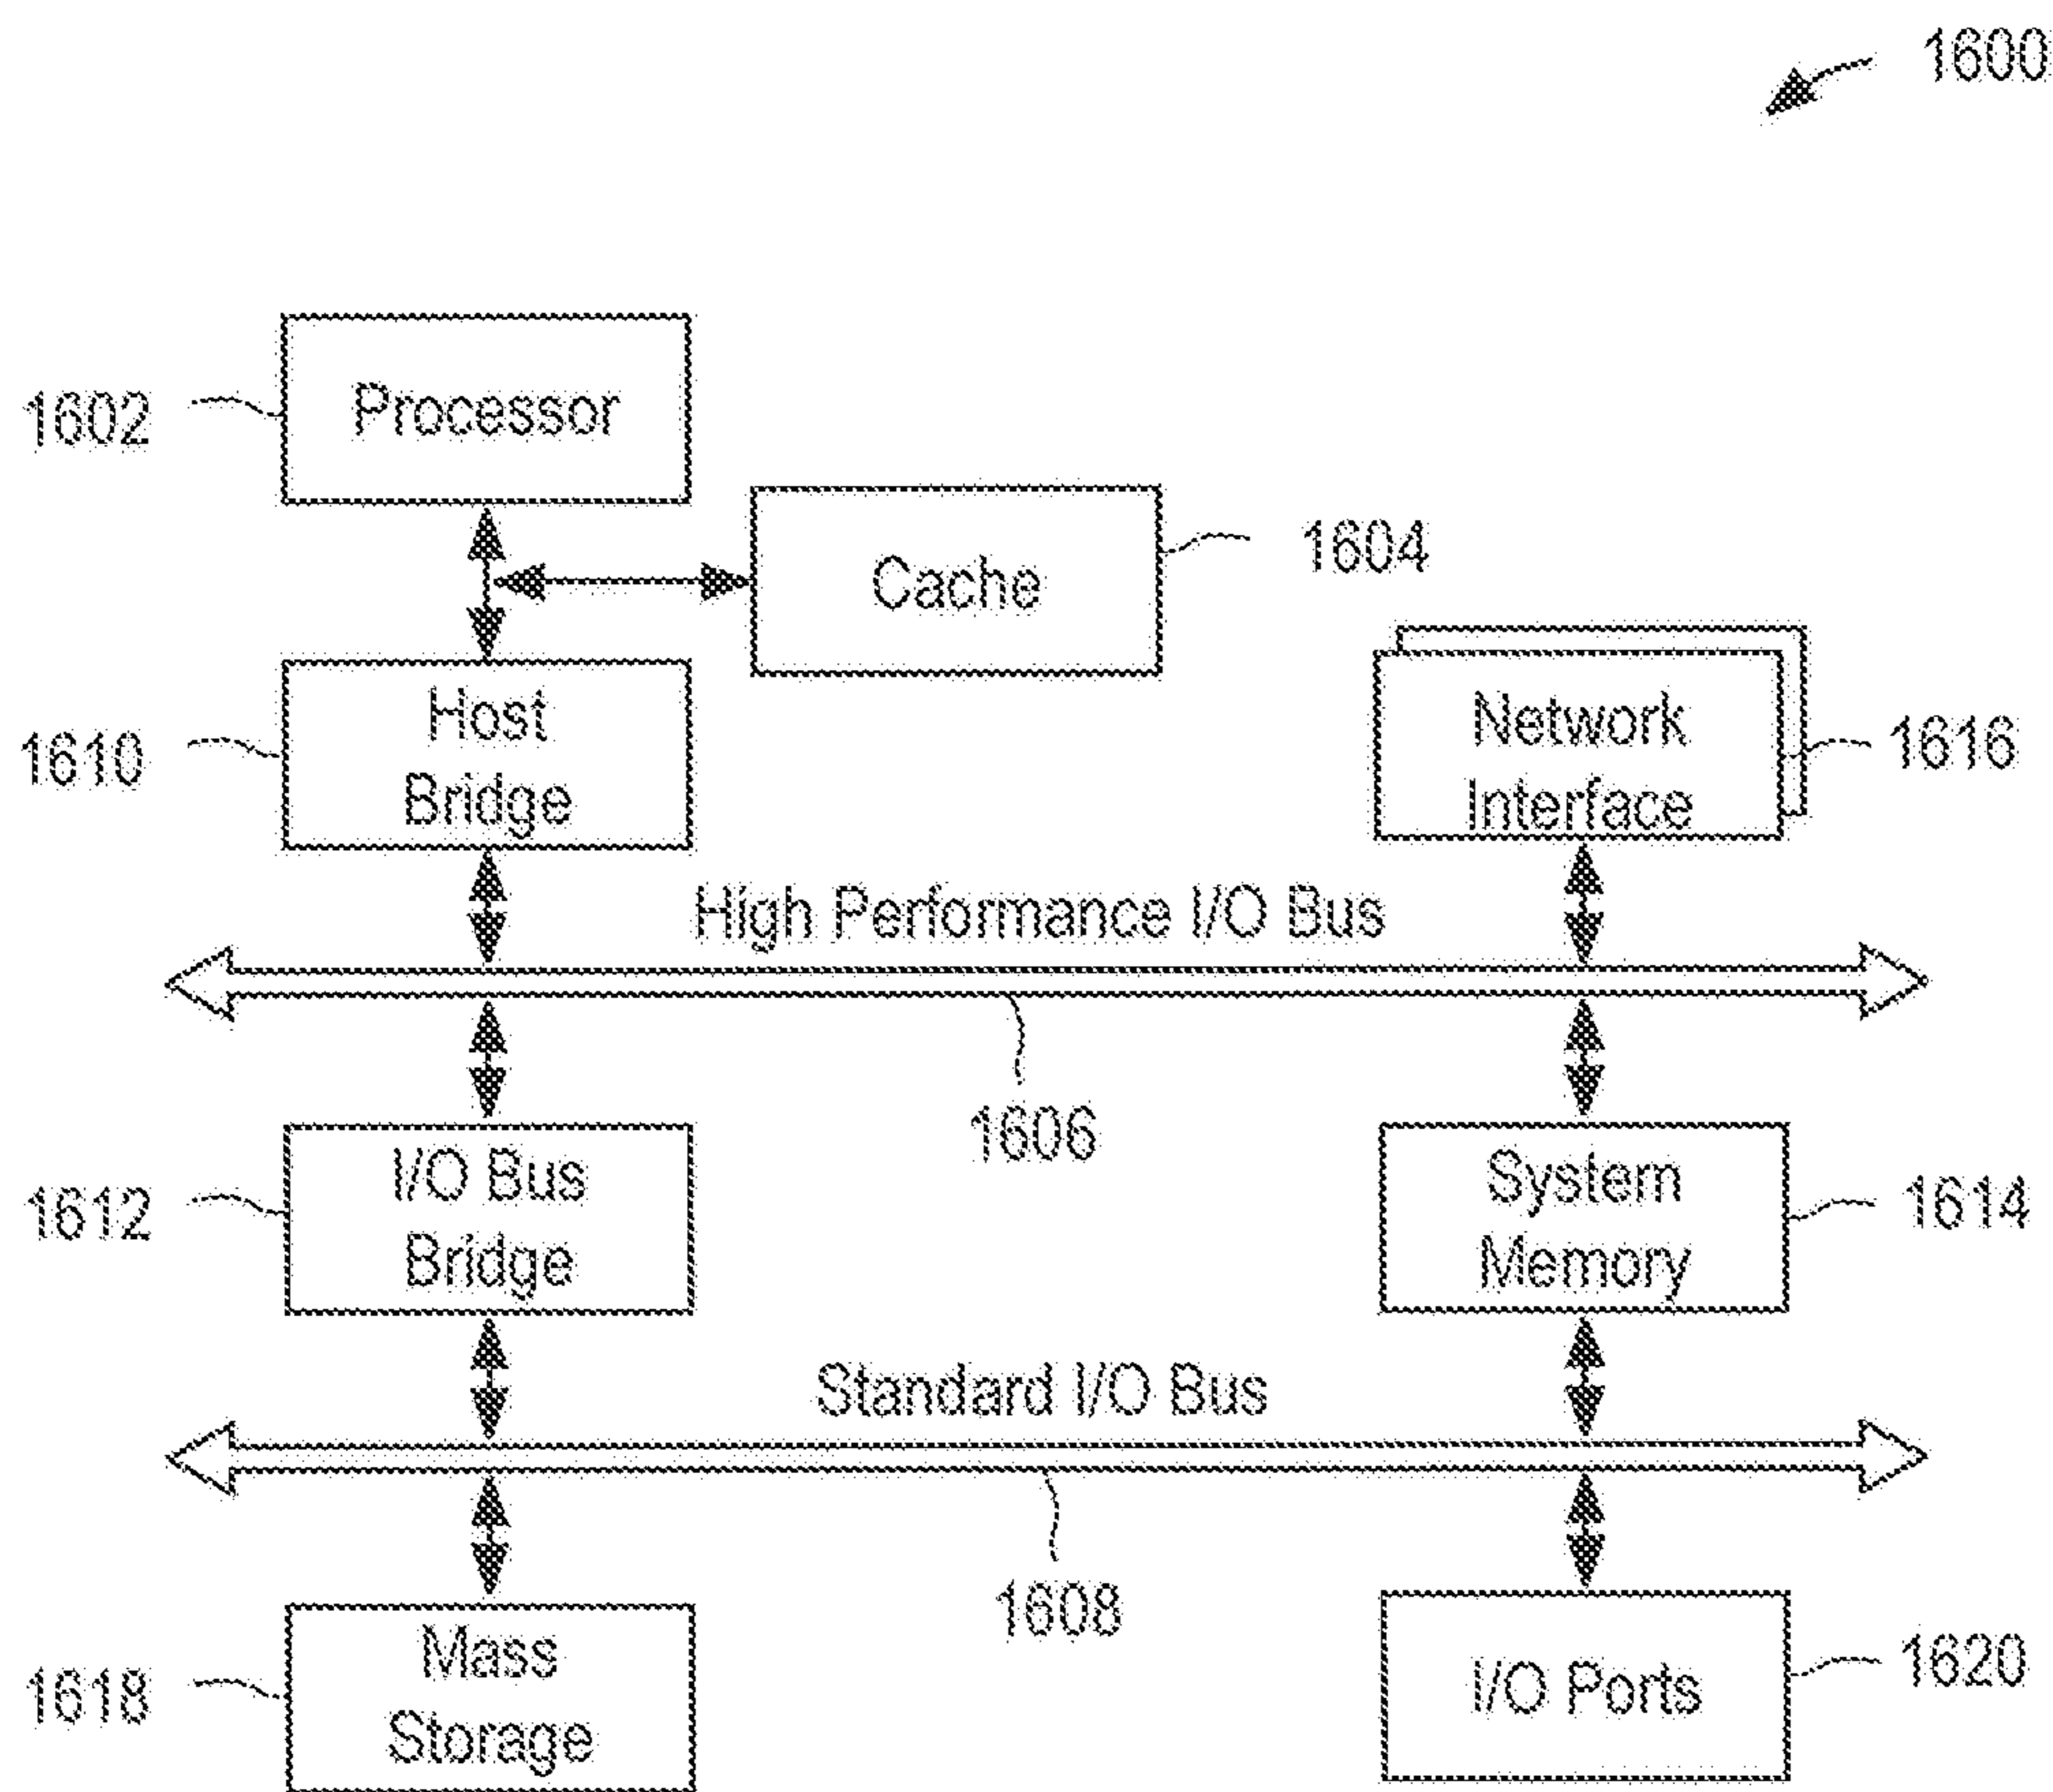 1600
1602
Processor
Cache
1604
1610
Host
Bridge
Network
Interface
1616
High Performance I/O Bus
1606
1612
I/O Bus
Bridge
System
Memory
1614
Standard I/O Bus
1608
1618
Mass
Storage
I/O Ports
1620